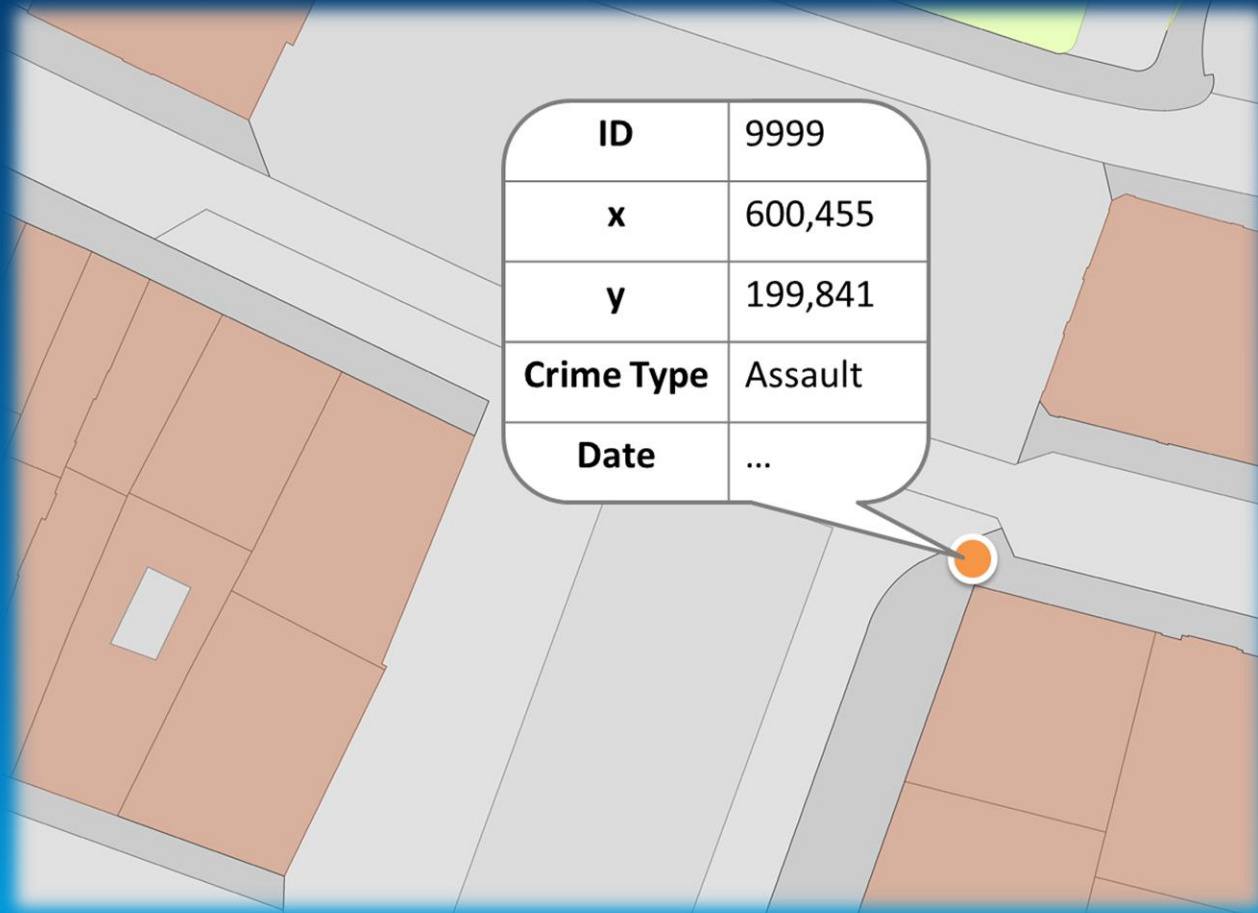 ID 9999
x 600,455
y 199,841
Crime Type Assault
Date ...